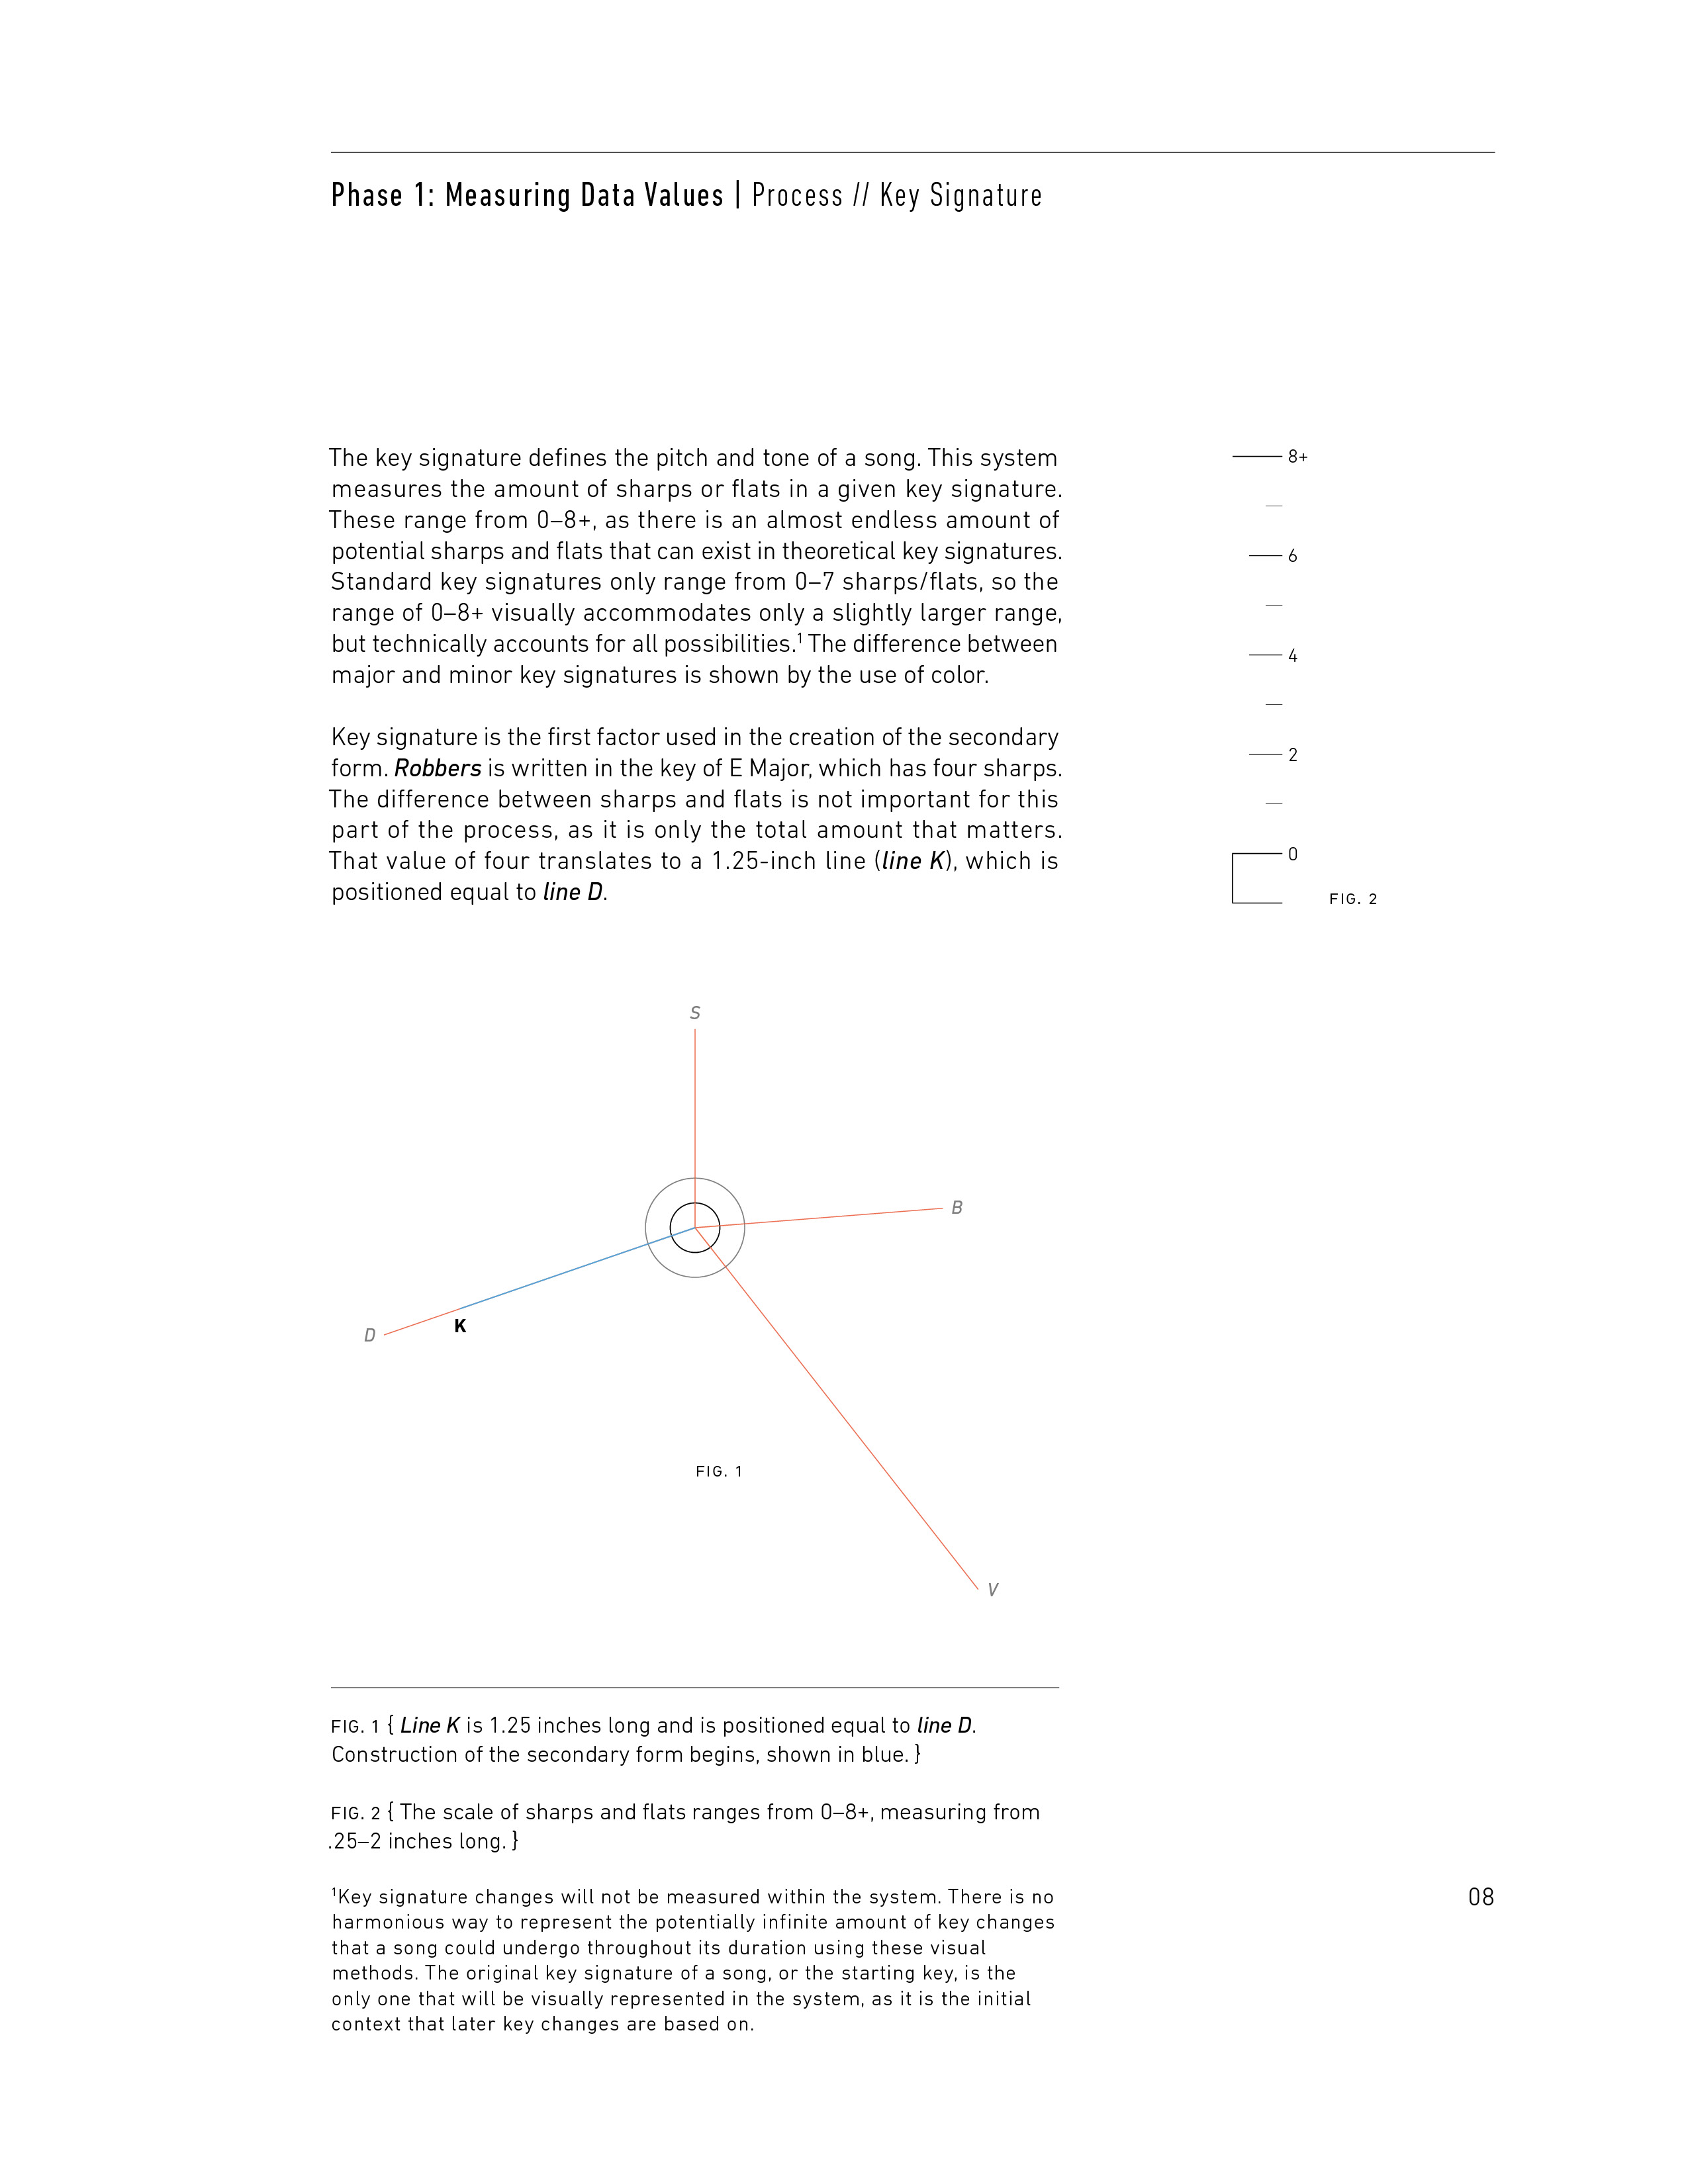 Phase 1: Measuring Data Values | Process // Key Signature
The key signature defines the pitch and tone of a song. This system
measures the amount of sharps or flats in a given key signature.
These range from 0–8+, as there is an almost endless amount of
potential sharps and flats that can exist in theoretical key signatures.
Standard key signatures only range from 0–7 sharps/flats, so the
range of 0–8+ visually accommodates only a slightly larger range,
but technically accounts for all possibilities.¹ The difference between
major and minor key signatures is shown by the use of color.
Key signature is the first factor used in the creation of the secondary
form. Robbers is written in the key of E Major, which has four sharps.
The difference between sharps and flats is not important for this
part of the process, as it is only the total amount that matters.
That value of four translates to a 1.25-inch line (line K), which is
positioned equal to line D.
8+
6
4
2
0
FIG. 2
S
B
D
K
FIG. 1
V
FIG. 1 { Line K is 1.25 inches long and is positioned equal to line D.
Construction of the secondary form begins, shown in blue. }
FIG. 2 { The scale of sharps and flats ranges from 0–8+, measuring from
.25–2 inches long. }
¹Key signature changes will not be measured within the system. There is no
harmonious way to represent the potentially infinite amount of key changes
that a song could undergo throughout its duration using these visual
methods. The original key signature of a song, or the starting key, is the
only one that will be visually represented in the system, as it is the initial
context that later key changes are based on.
08